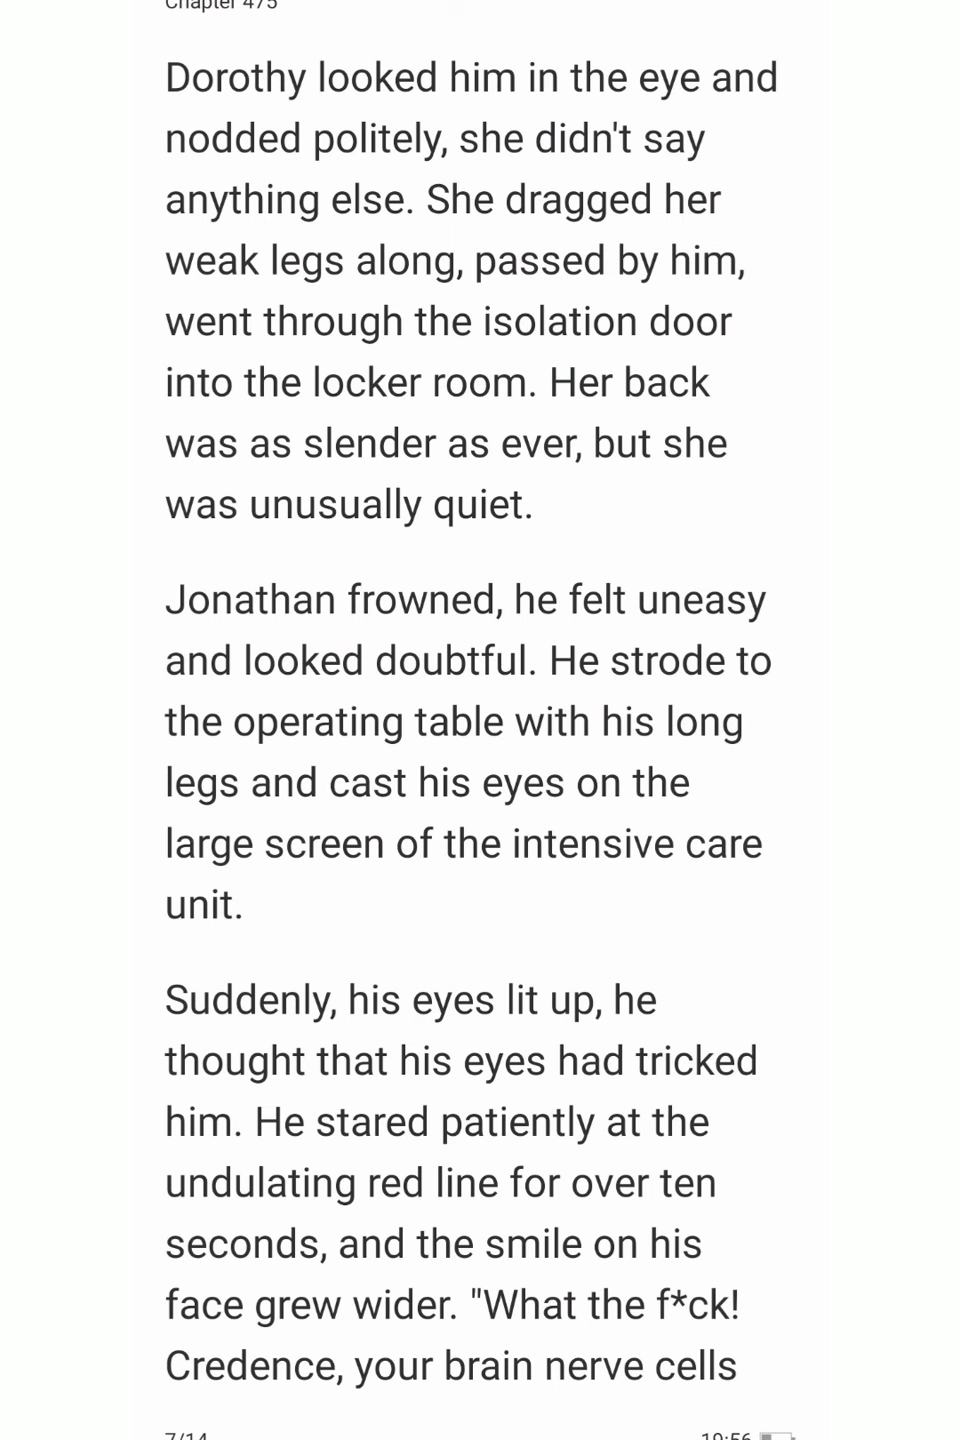 Chapter 475
Dorothy looked him in the eye and
nodded politely, she didn't say
anything else. She dragged her
weak legs along, passed by him,
went through the isolation door
into the locker room. Her back
was as slender as ever, but she
was unusually quiet.
Jonathan frowned, he felt uneasy
and looked doubtful. He strode to
the operating table with his long
legs and cast his eyes on the
large screen of the intensive care
unit.
Suddenly, his eyes lit up, he
thought that his eyes had tricked
him. He stared patiently at the
undulating red line for over ten
seconds, and the smile on his
face grew wider. "What the f*ck!
Credence, your brain nerve cells
7/14 19:56